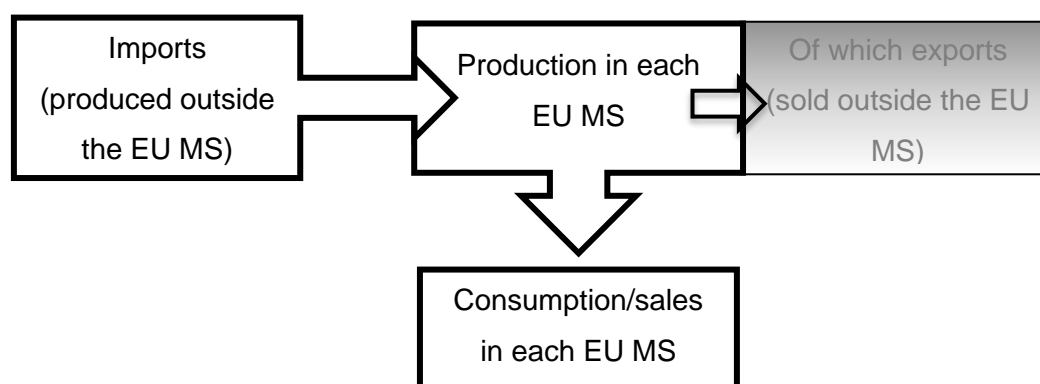 Imports
(produced outside
the EU MS)
Production in each
EU MS
Of which exports
(sold outside the EU
MS)
Consumption/sales
in each EU MS